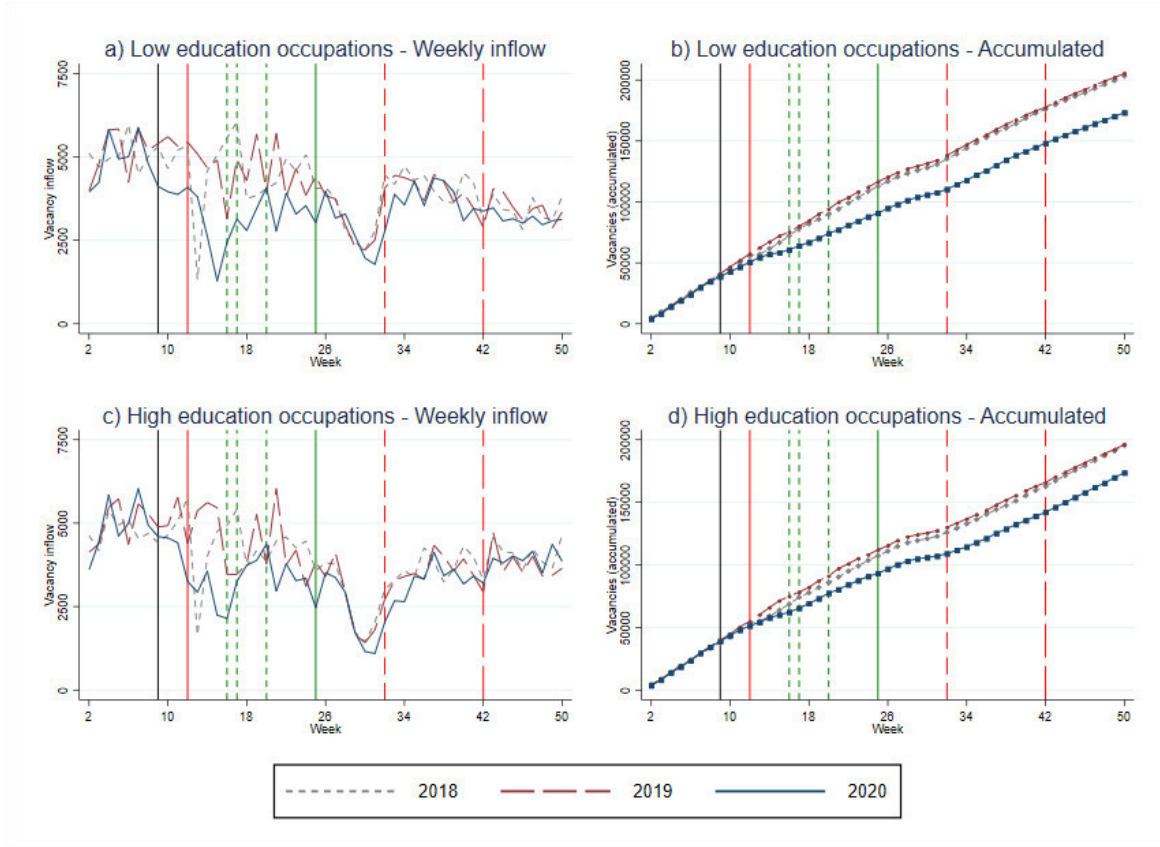 a) Low education occupations - Weekly inflow
Vacancy inflow
7500
5000
2500
0
2 10 18 26 34 42 50
Week
b) Low education occupations - Accumulated
Vacancies (accumulated)
200000
150000
100000
50000
0
2 10 18 26 34 42 50
Week
c) High education occupations - Weekly inflow
Vacancy inflow
7500
5000
2500
0
2 10 18 26 34 42 50
Week
d) High education occupations - Accumulated
Vacancies (accumulated)
200000
150000
100000
50000
0
2 10 18 26 34 42 50
Week
2018 2019 2020